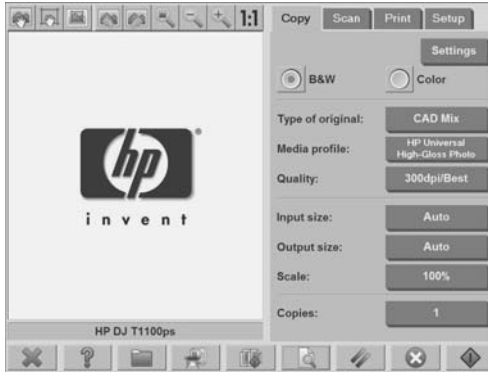 1:1
Copy
Scan
Print
Setup
Settings
B&W
Color
Type of original:
CAD Mix
Media profile:
HP Universal
High-Gloss Photo
Quality:
300dpi/Best
Input size:
Auto
Output size:
Auto
Scale:
100%
Copies:
1
hp
invent
HP DJ T1100ps
?